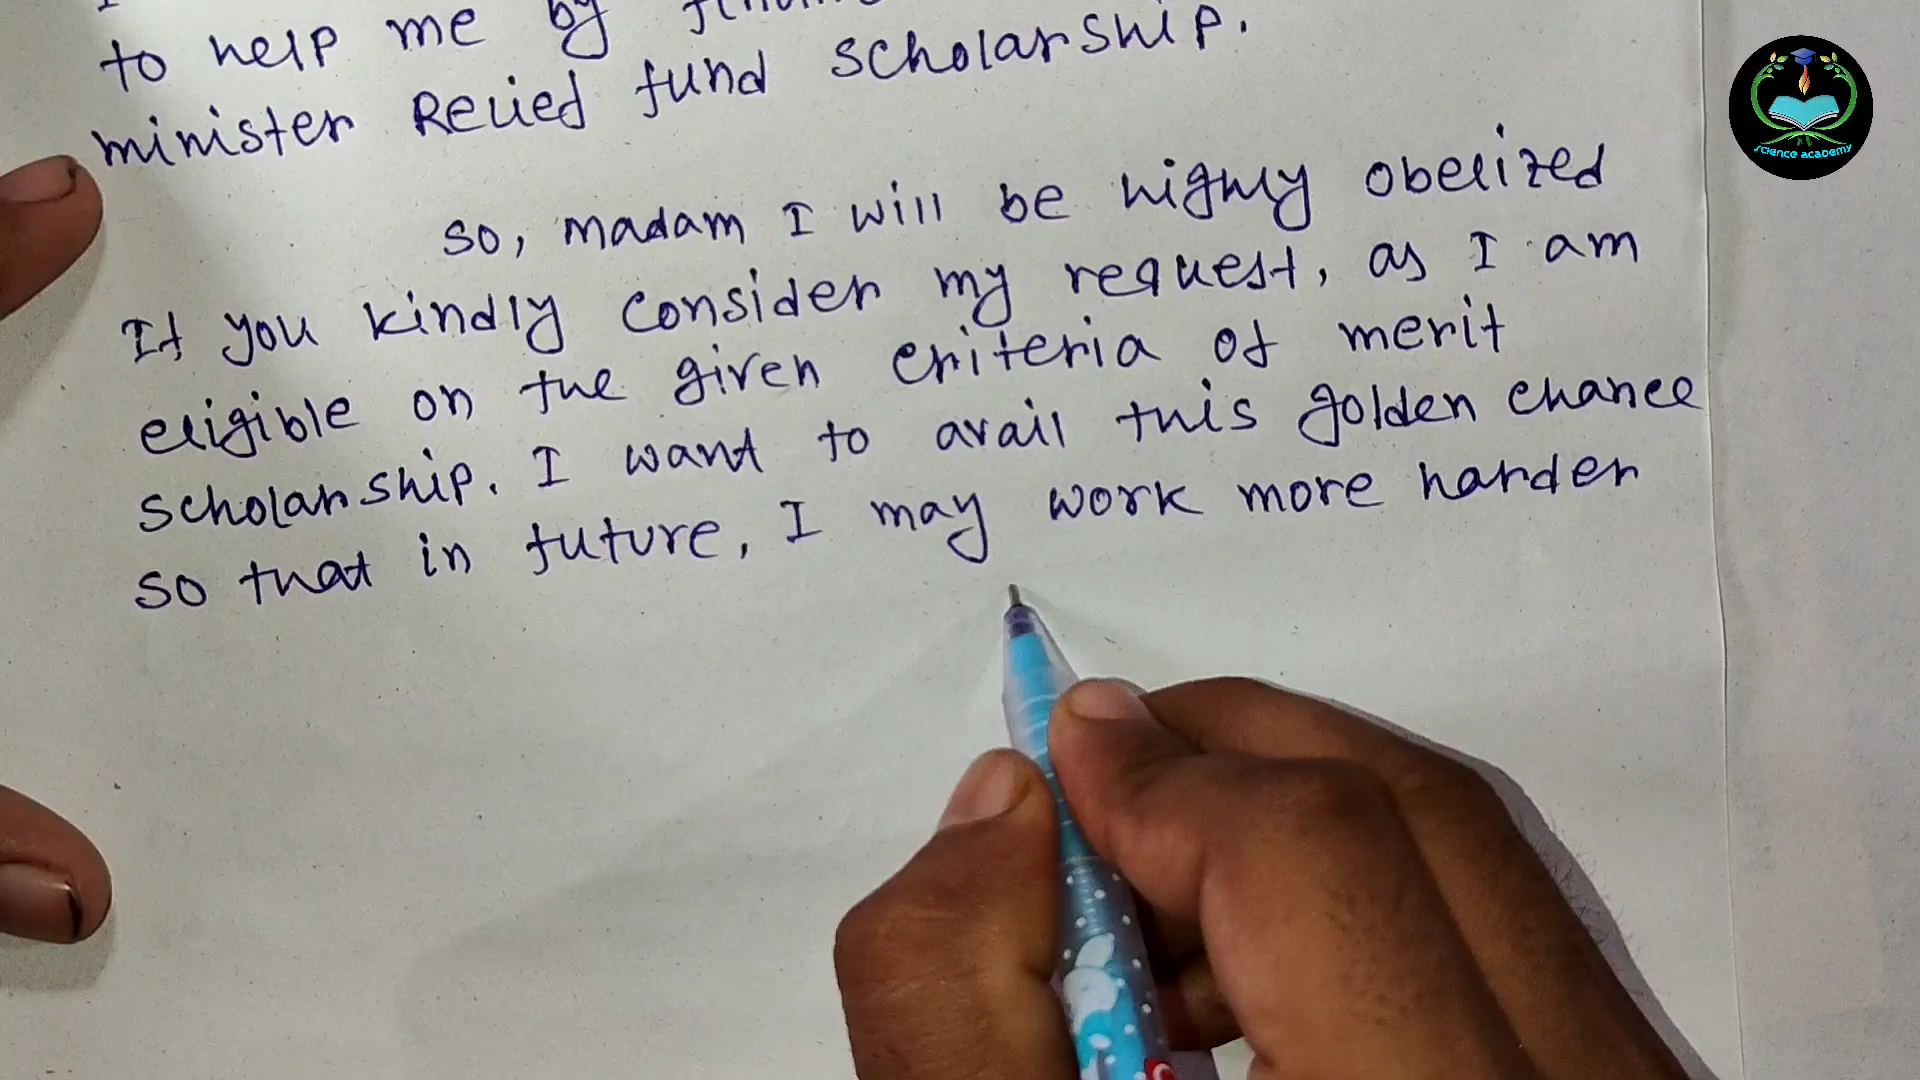 to help me by
minister Relied fund scholarship.
so, madam I will be highly obelized
If you kindly consider my request, as I am
eligible on the given criteria of merit
scholarship. I want to avail this golden chance
so that in future, I may work more harder
science academy